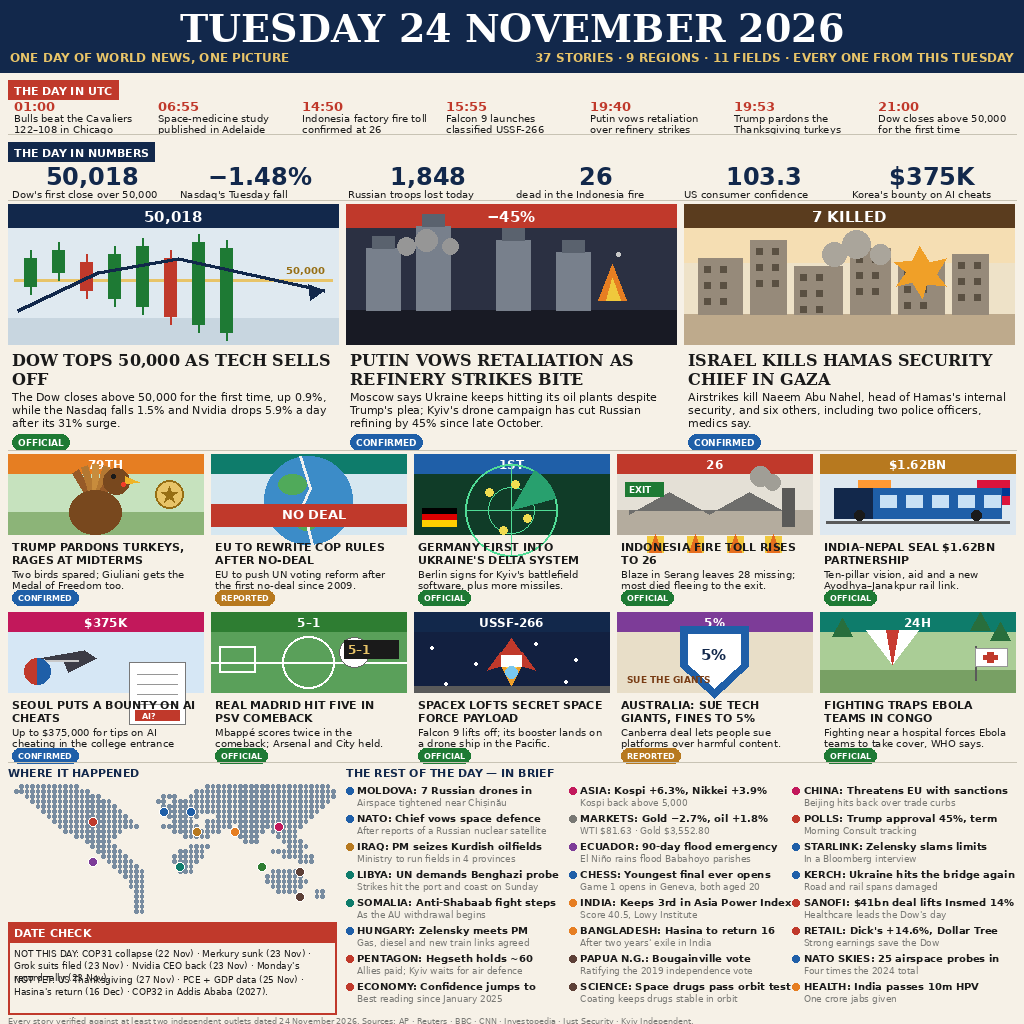 TUESDAY 24 NOVEMBER 2026
ONE DAY OF WORLD NEWS, ONE PICTURE
37 STORIES · 9 REGIONS · 11 FIELDS · EVERY ONE FROM THIS TUESDAY
THE DAY IN UTC
01:00
Bulls beat the Cavaliers
122–108 in Chicago
06:55
Space-medicine study
published in Adelaide
14:50
Indonesia factory fire toll
confirmed at 26
15:55
Falcon 9 launches
classified USSF-266
19:40
Putin vows retaliation
over refinery strikes
19:53
Trump pardons the
Thanksgiving turkeys
21:00
Dow closes above 50,000
for the first time
THE DAY IN NUMBERS
50,018
Dow's first close over 50,000
−1.48%
Nasdaq's Tuesday fall
1,848
Russian troops lost today
26
dead in the Indonesia fire
103.3
US consumer confidence
$375K
Korea's bounty on AI cheats
50,018
50,000
DOW TOPS 50,000 AS TECH SELLS
OFF
The Dow closes above 50,000 for the first time, up 0.9%,
while the Nasdaq falls 1.5% and Nvidia drops 5.9% a day
after its 31% surge.
OFFICIAL
−45%
PUTIN VOWS RETALIATION AS
REFINERY STRIKES BITE
Moscow says Ukraine keeps hitting its oil plants despite
Trump's plea; Kyiv's drone campaign has cut Russian
refining by 45% since late October.
CONFIRMED
7 KILLED
ISRAEL KILLS HAMAS SECURITY
CHIEF IN GAZA
Airstrikes kill Naeem Abu Nahel, head of Hamas's internal
security, and six others, including two police officers,
medics say.
CONFIRMED
79TH
TRUMP PARDONS TURKEYS,
RAGES AT MIDTERMS
Two birds spared; Giuliani gets the
Medal of Freedom too.
CONFIRMED
NO DEAL
EU TO REWRITE COP RULES
AFTER NO-DEAL
EU to push UN voting reform after
the first no-deal since 2009.
REPORTED
1ST
GERMANY FIRST INTO
UKRAINE'S DELTA SYSTEM
Berlin signs for Kyiv's battlefield
software, plus more missiles.
OFFICIAL
26
EXIT
INDONESIA FIRE TOLL RISES
TO 26
Blaze in Serang leaves 28 missing;
most died fleeing to the exit.
OFFICIAL
$1.62BN
INDIA–NEPAL SEAL $1.62BN
PARTNERSHIP
Ten-pillar vision, aid and a new
Ayodhya–Janakpur rail link.
OFFICIAL
$375K
AI?
SEOUL PUTS A BOUNTY ON AI
CHEATS
Up to $375,000 for tips on AI
cheating in the college entrance
CONFIRMED
5–1
5–1
REAL MADRID HIT FIVE IN
PSV COMEBACK
Mbappé scores twice in the
comeback; Arsenal and City held.
OFFICIAL
USSF-266
SPACEX LOFTS SECRET SPACE
FORCE PAYLOAD
Falcon 9 lifts off; its booster lands on
a drone ship in the Pacific.
OFFICIAL
5%
5%
SUE THE GIANTS
AUSTRALIA: SUE TECH
GIANTS, FINES TO 5%
Canberra deal lets people sue
platforms over harmful content.
REPORTED
24H
FIGHTING TRAPS EBOLA
TEAMS IN CONGO
Fighting near a hospital forces Ebola
teams to take cover, WHO says.
OFFICIAL
WHERE IT HAPPENED
DATE CHECK
NOT THIS DAY: COP31 collapse (22 Nov) · Merkury sunk (23 Nov) ·
Grok suits filed (23 Nov) · Nvidia CEO back (23 Nov) · Monday's
NOT YET: US Thanksgiving (27 Nov) · PCE + GDP data (25 Nov) ·
Hasina's return (16 Dec) · COP32 in Addis Ababa (2027).
THE REST OF THE DAY — IN BRIEF
MOLDOVA: 7 Russian drones in
Airspace tightened near Chișinău
NATO: Chief vows space defence
After reports of a Russian nuclear satellite
IRAQ: PM seizes Kurdish oilfields
Ministry to run fields in 4 provinces
LIBYA: UN demands Benghazi probe
Strikes hit the port and coast on Sunday
SOMALIA: Anti-Shabaab fight steps
As the AU withdrawal begins
HUNGARY: Zelensky meets PM
Gas, diesel and new train links agreed
PENTAGON: Hegseth holds ~60
Allies paid; Kyiv waits for air defence
ECONOMY: Confidence jumps to
Best reading since January 2025
ASIA: Kospi +6.3%, Nikkei +3.9%
Kospi back above 5,000
MARKETS: Gold −2.7%, oil +1.8%
WTI $81.63 · Gold $3,552.80
ECUADOR: 90-day flood emergency
El Niño rains flood Babahoyo parishes
CHESS: Youngest final ever opens
Game 1 opens in Geneva, both aged 20
INDIA: Keeps 3rd in Asia Power Index
Score 40.5, Lowy Institute
BANGLADESH: Hasina to return 16
After two years' exile in India
PAPUA N.G.: Bougainville vote
Ratifying the 2019 independence vote
SCIENCE: Space drugs pass orbit test
Coating keeps drugs stable in orbit
CHINA: Threatens EU with sanctions
Beijing hits back over trade curbs
POLLS: Trump approval 45%, term
Morning Consult tracking
STARLINK: Zelensky slams limits
In a Bloomberg interview
KERCH: Ukraine hits the bridge again
Road and rail spans damaged
SANOFI: $41bn deal lifts Insmed 14%
Healthcare leads the Dow's day
RETAIL: Dick's +14.6%, Dollar Tree
Strong earnings save the Dow
NATO SKIES: 25 airspace probes in
Four times the 2024 total
HEALTH: India passes 10m HPV
One crore jabs given
Every story verified against at least two independent outlets dated 24 November 2026. Sources: AP · Reuters · BBC · CNN · Investopedia · Just Security · Kyiv Independent.